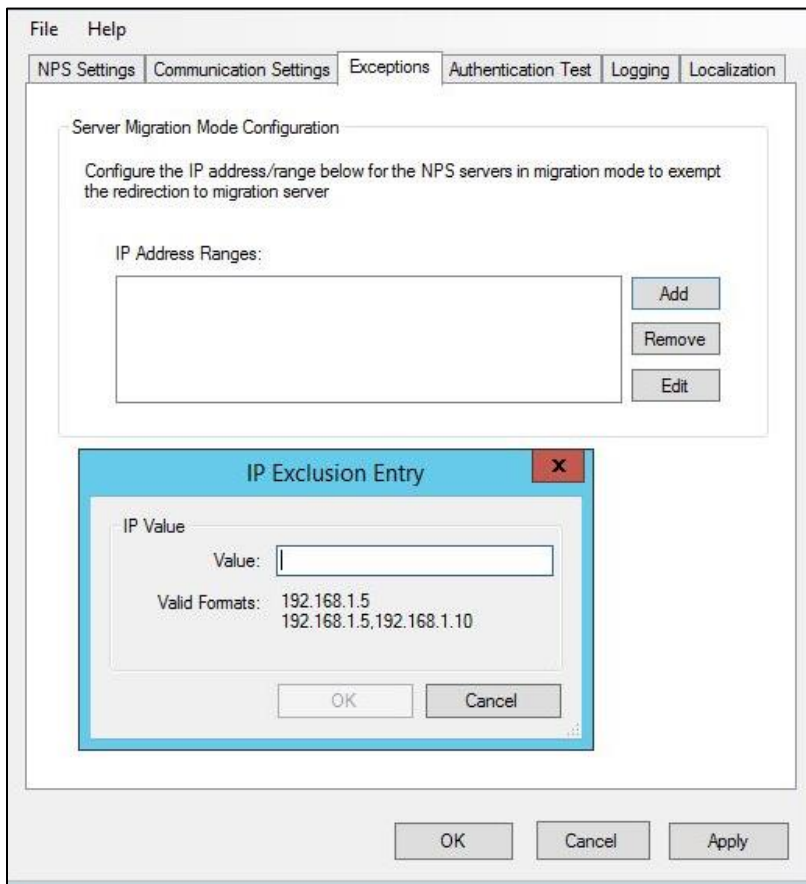 File Help
NPS Settings Communication Settings Exceptions Authentication Test Logging Localization
Server Migration Mode Configuration
Configure the IP address/range below for the NPS servers in migration mode to exempt
the redirection to migration server
IP Address Ranges:
Add
Remove
Edit
IP Exclusion Entry
x
IP Value
Value:
Valid Formats: 192.168.1.5
192.168.1.5,192.168.1.10
OK Cancel
OK Cancel Apply